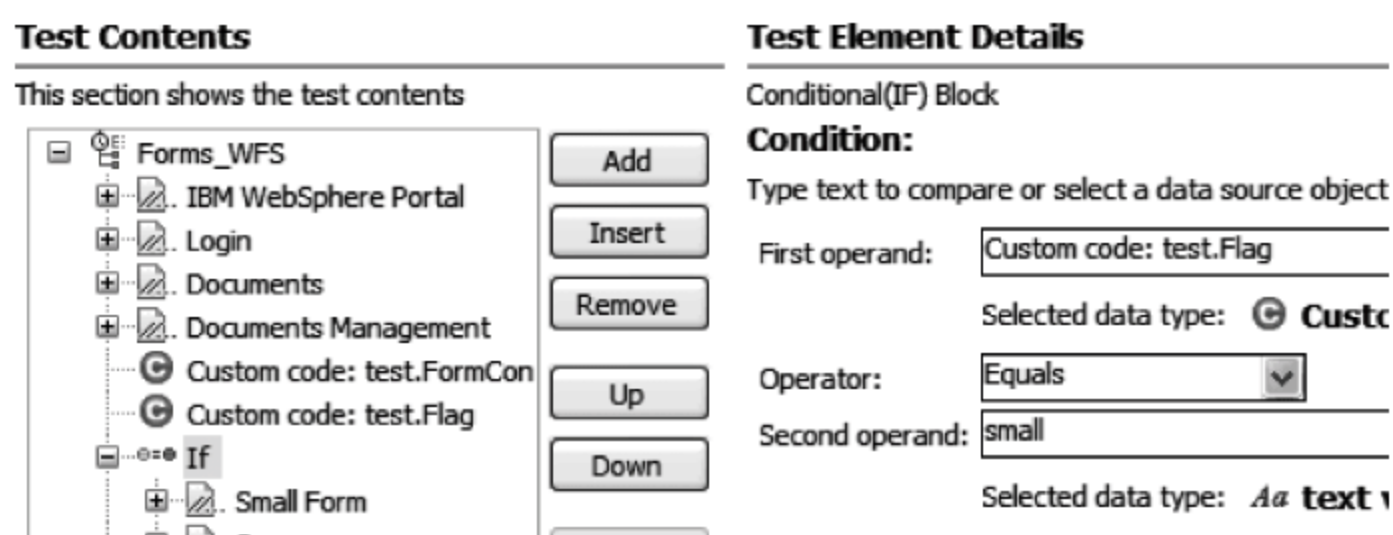 Test Contents
This section shows the test contents
Forms_WFS
IBM WebSphere Portal
Login
Documents
Documents Management
Custom code: test.FormCon
Custom code: test.Flag
If
Small Form
Add
Insert
Remove
Up
Down
Test Element Details
Conditional(IF) Block
Condition:
Type text to compare or select a data source object
First operand: Custom code: test.Flag
Selected data type: Custo
Operator: Equals
Second operand: small
Selected data type: Aa text